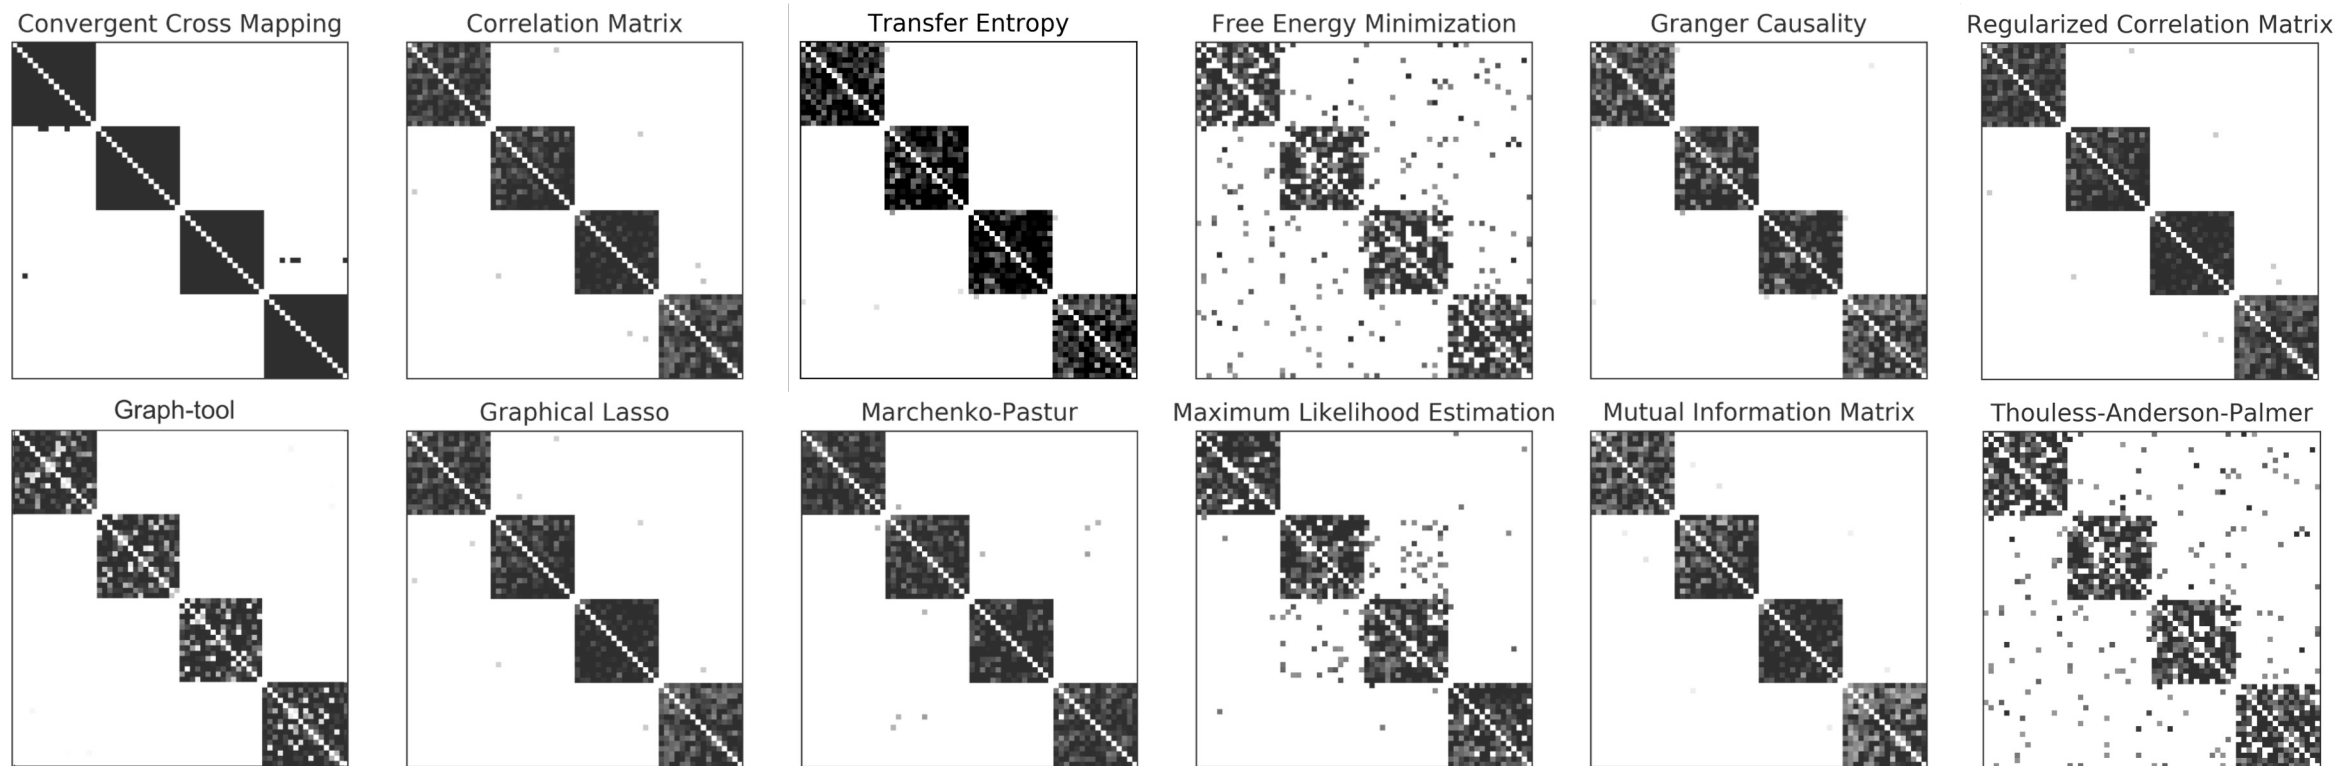 Convergent Cross Mapping
Correlation Matrix
Transfer Entropy
Free Energy Minimization
Granger Causality
Regularized Correlation Matrix
Graph-tool
Graphical Lasso
Marchenko-Pastur
Maximum Likelihood Estimation
Mutual Information Matrix
Thouless-Anderson-Palmer